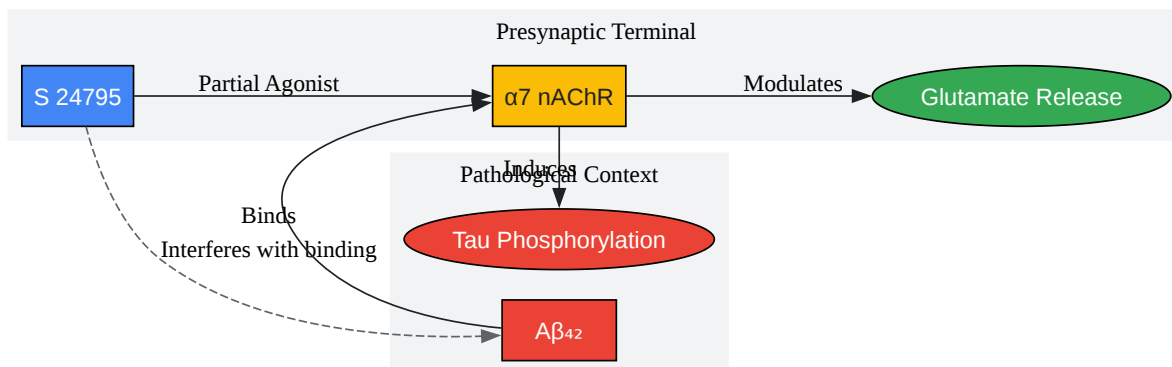 Presynaptic Terminal
S 24795
Partial Agonist
α7 nAChR
Modulates
Glutamate Release
Induces
Pathological Context
Binds
Interferes with binding
Tau Phosphorylation
Aβ₄₂